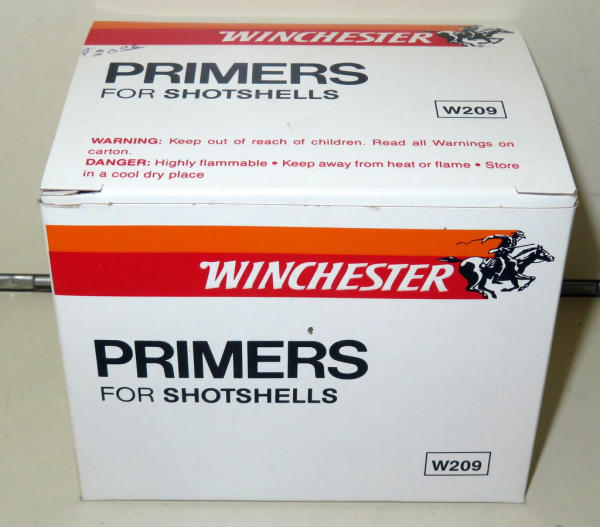 WINCHESTER
PRIMERS
FOR SHOTSHELLS
W209
WARNING: Keep out of reach of children. Read all Warnings on
carton.
DANGER: Highly flammable • Keep away from heat or flame • Store
in a cool dry place
WINCHESTER
PRIMERS
FOR SHOTSHELLS
W209